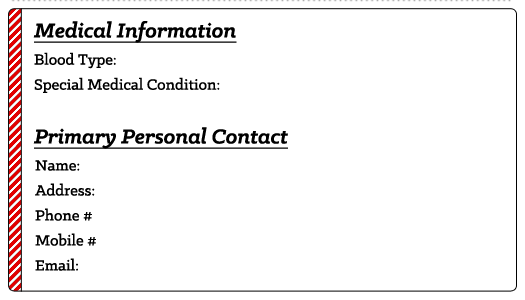 Medical Information
Blood Type:
Special Medical Condition:
Primary Personal Contact
Name:
Address:
Phone #
Mobile #
Email: